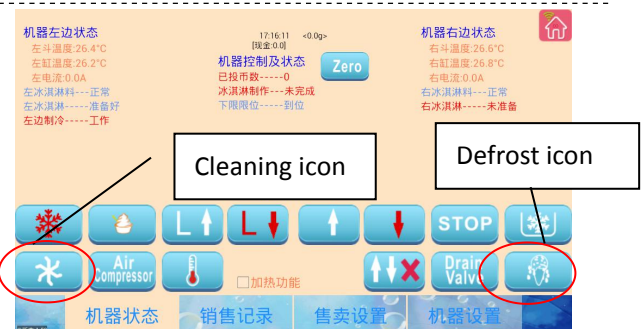 机器左边状态
左斗温度:26.4°C
左缸温度:26.2°C
左电流:0.0A
左冰淇淋料---正常
左冰淇淋-----准备好
左边制冷-----工作
17:16:11 <0.0g>
[现金:0.0]
机器控制及状态
已投币数-----0
冰淇淋制作---未完成
下限限位-----到位
Zero
机器右边状态
右斗温度:26.6°C
右缸温度:26.8°C
右电流:0.0A
右冰淇淋料---正常
右冰淇淋-----未准备
Cleaning icon
Defrost icon
L L STOP
Air Compressor
加热功能
Drain Valve
机器状态 销售记录 售卖设置 机器设置